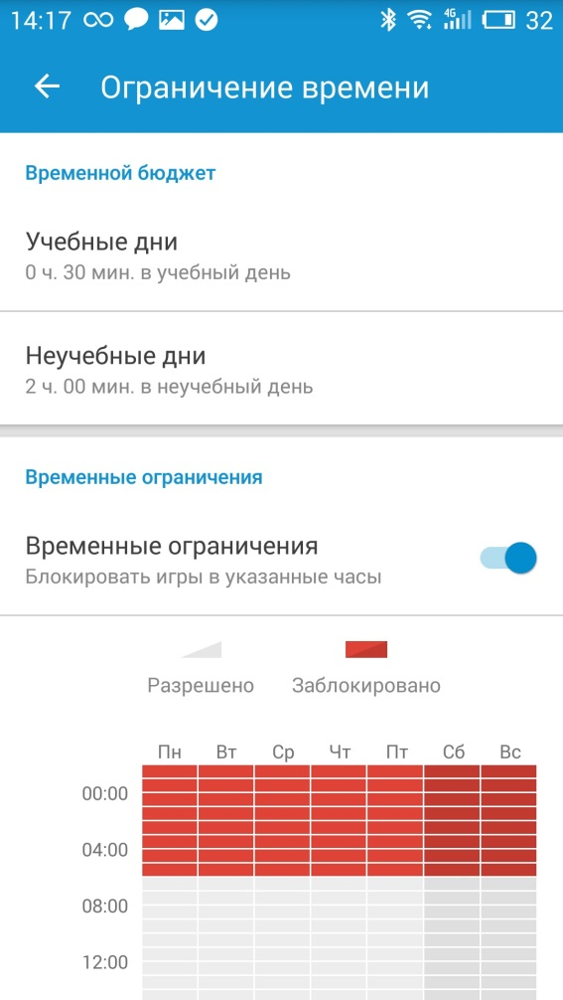 14:17 4G 32
Ограничение времени
Временной бюджет
Учебные дни
0 ч. 30 мин. в учебный день
Неучебные дни
2 ч. 00 мин. в неучебный день
Временные ограничения
Временные ограничения
Блокировать игры в указанные часы
Разрешено Заблокировано
Пн Вт Ср Чт Пт Сб Вс
00:00
04:00
08:00
12:00